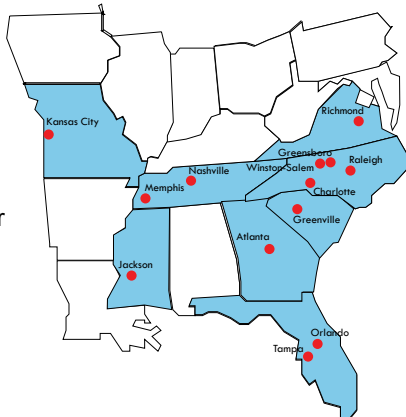 Kansas City
Richmond
Greensboro
Winston-Salem
Raleigh
Nashville
Memphis
Charlotte
r
Greenville
Atlanta
Jackson
Orlando
Tampa